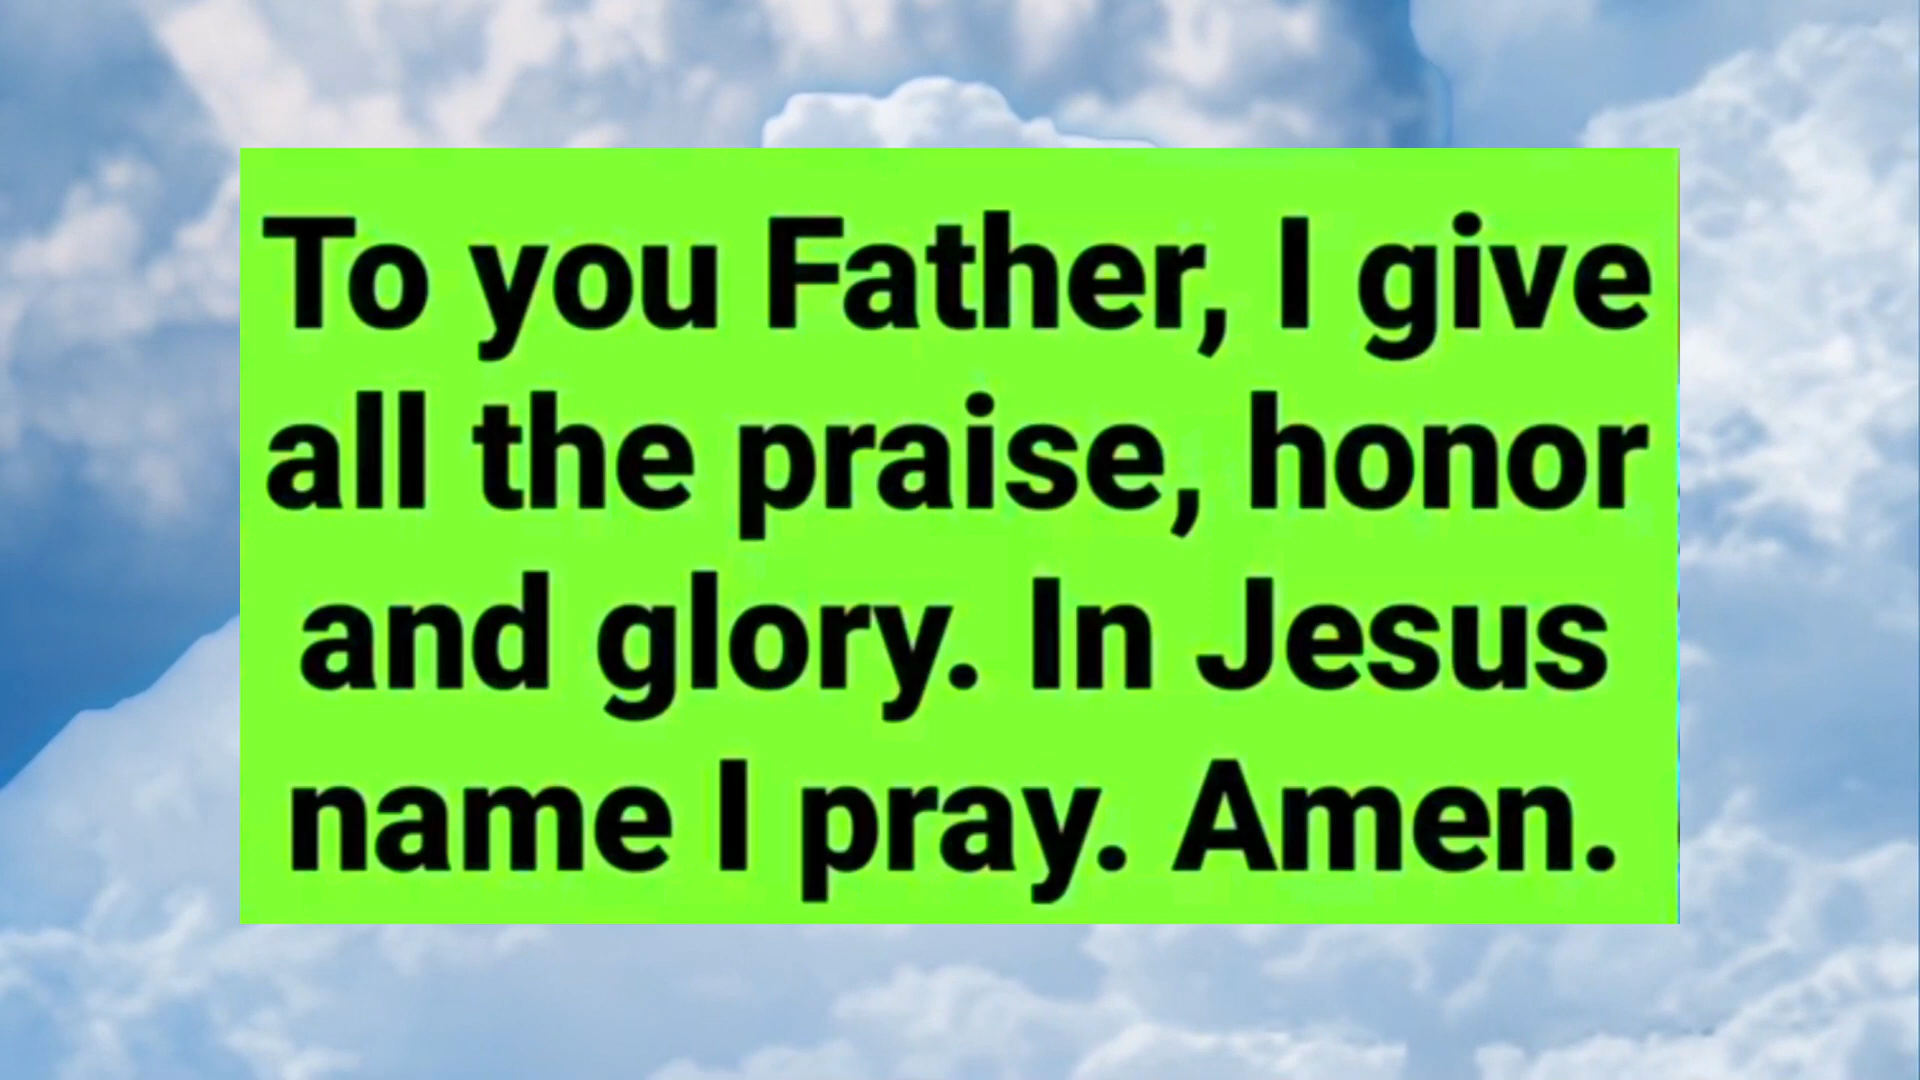 To you Father, I give
all the praise, honor
and glory. In Jesus
name I pray. Amen.